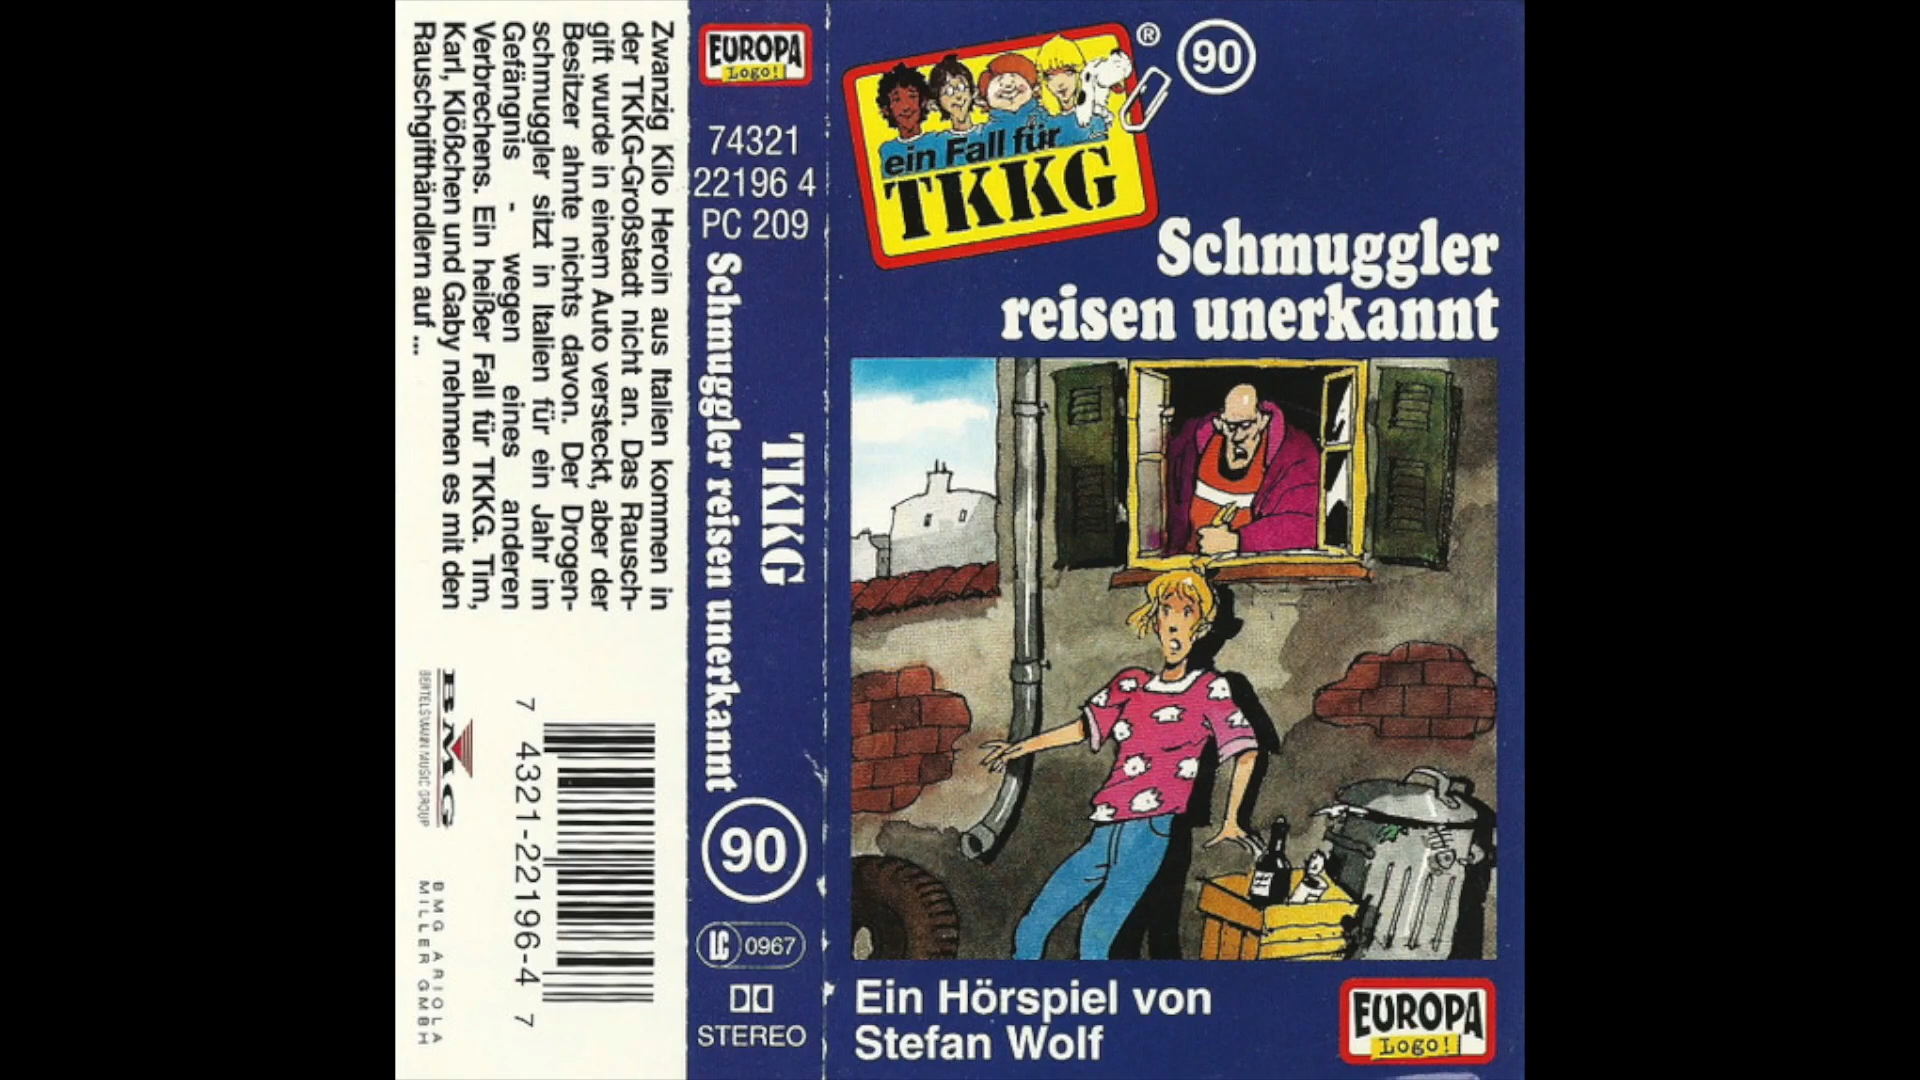 Zwanzig Kilo Heroin aus Italien kommen in
der TKKG-Großstadt nicht an. Das Rausch-
gift wurde in einem Auto versteckt, aber der
Besitzer ahnte nichts davon. Der Drogen-
schmuggler sitzt in Italien für ein Jahr im
Gefängnis - wegen eines anderen
Verbrechens. Ein heißer Fall für TKKG. Tim,
Karl, Klößchen und Gaby nehmen es mit den
Rauschgifthändlern auf ...
BMG
BERTELSMANN MUSIC GROUP
BMG ARIOLA
MILLER GMBH
7 4321-22196-4 7
EUROPA
Logo!
74321
22196 4
PC 209
TKKG
Schmuggler reisen unerkannt
90
LC 0967
STEREO
ein Fall für
TKKG
®
90
Schmuggler
reisen unerkannt
Ein Hörspiel von
Stefan Wolf
EUROPA
Logo!